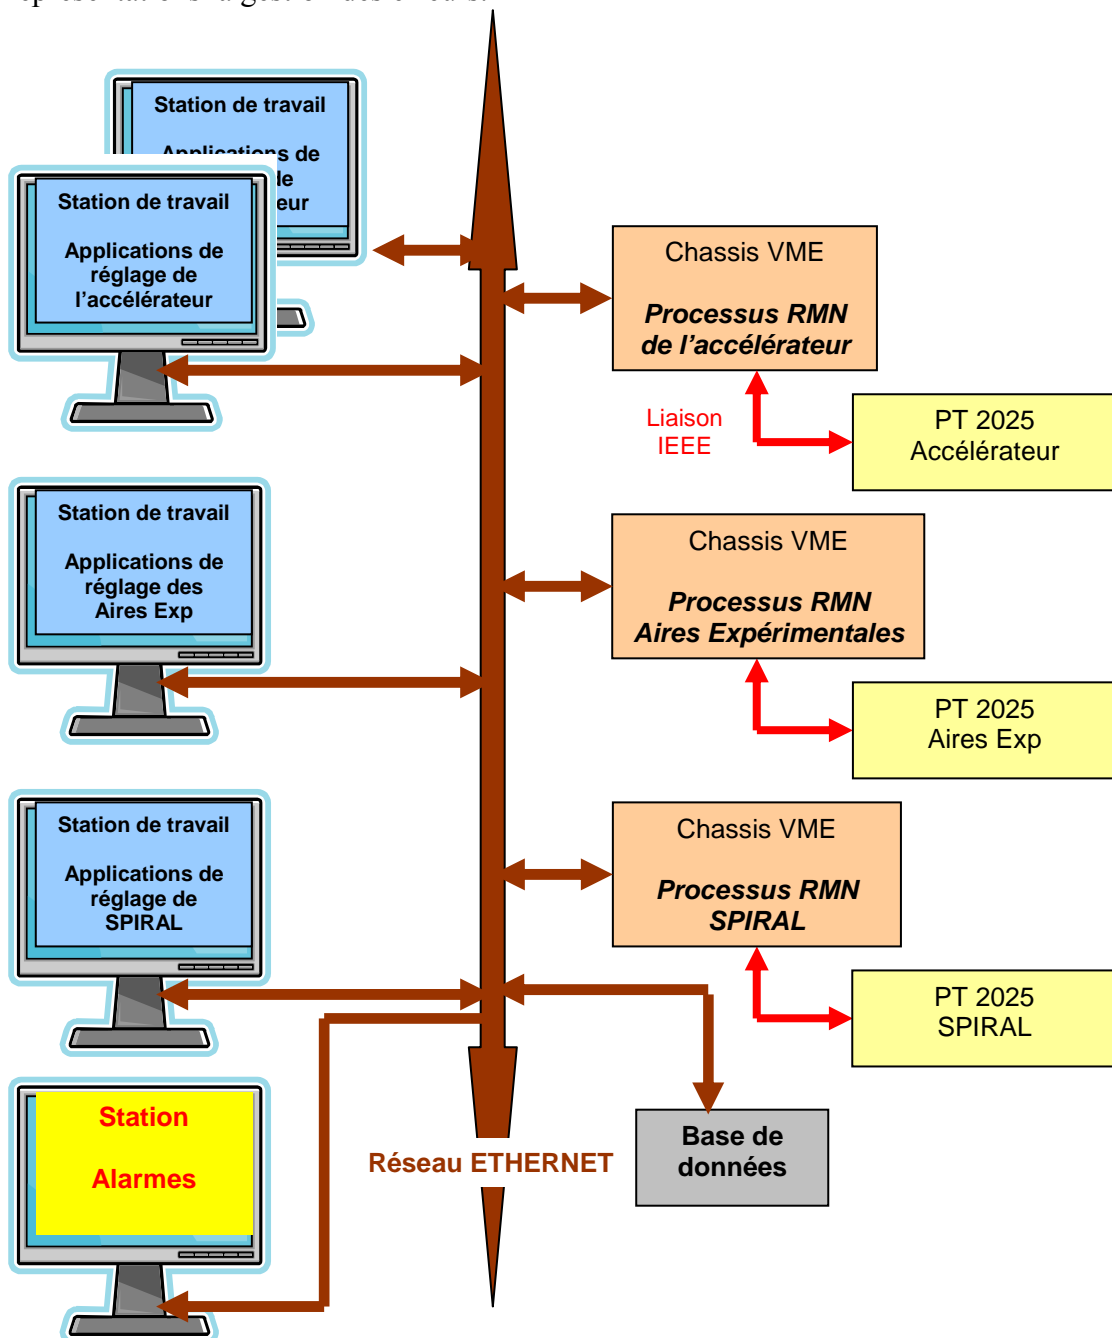 Station de travail
Applications de
de
eur
Station de travail
Applications de
réglage de
l'accélérateur
Chassis VME
Processus RMN
de l'accélérateur
Liaison
IEEE
PT 2025
Accélérateur
Station de travail
Applications de
réglage des
Aires Exp
Chassis VME
Processus RMN
Aires Expérimentales
PT 2025
Aires Exp
Station de travail
Applications de
réglage de
SPIRAL
Chassis VME
Processus RMN
SPIRAL
PT 2025
SPIRAL
Station
Alarmes
Réseau ETHERNET
Base de
données